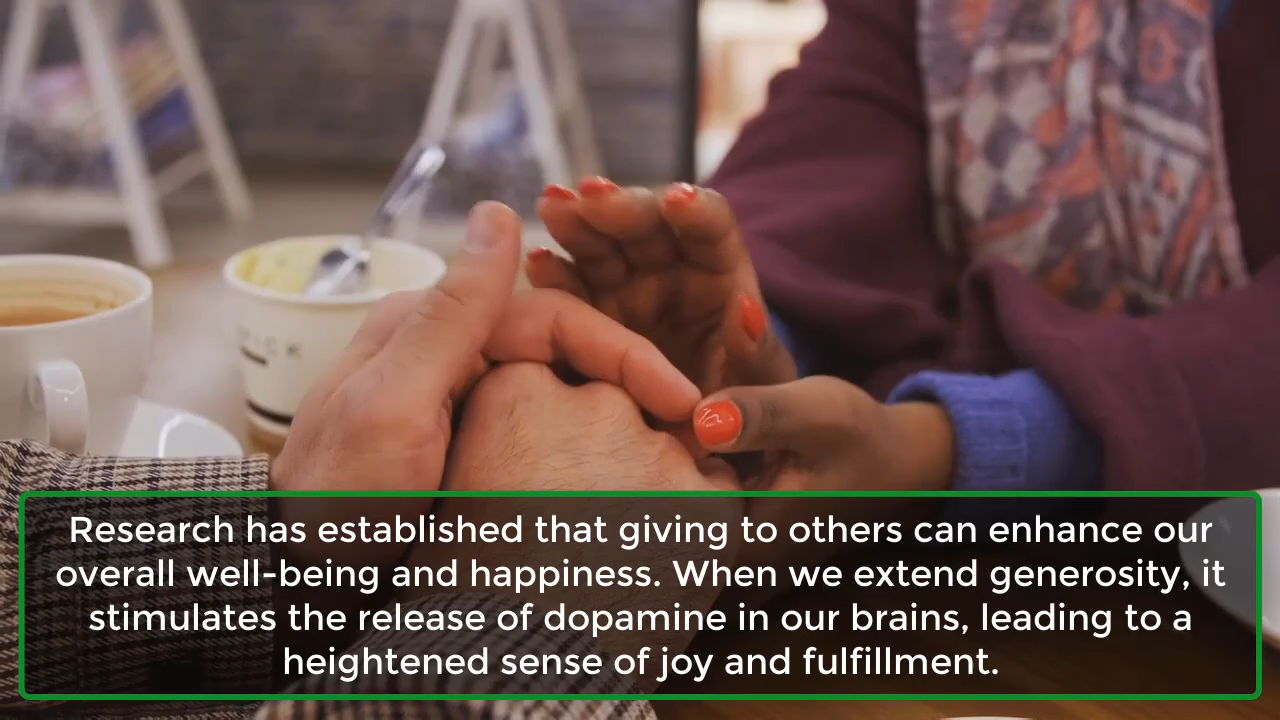 Research has established that giving to others can enhance our
overall well-being and happiness. When we extend generosity, it
stimulates the release of dopamine in our brains, leading to a
heightened sense of joy and fulfillment.